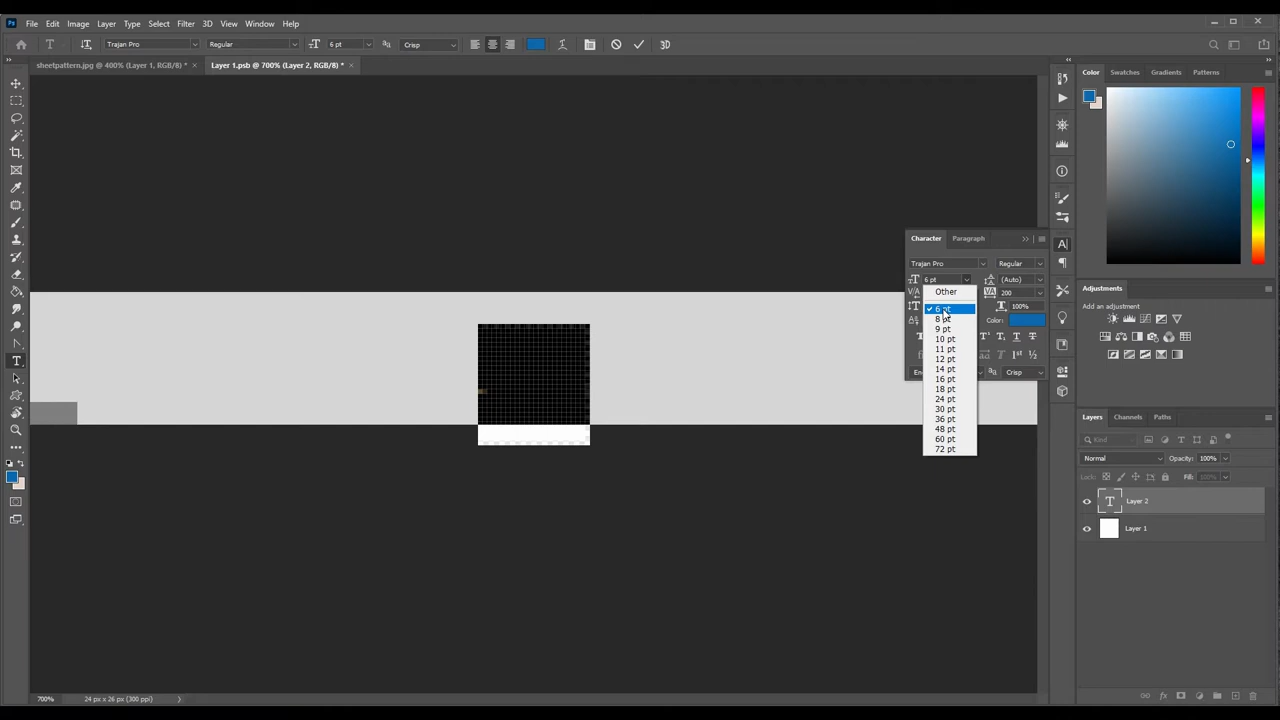 File Edit Image Layer Type Select Filter 3D View Window Help
Trajan Pro Regular 6 pt Crisp 3D
sheetpattern.jpg @ 400% (Layer 1, RGB/8) * × Layer 1.psb @ 700% (Layer 2, RGB/8) * ×
Color Swatches Gradients Patterns
Character Paragraph
Trajan Pro Regular
6 pt (Auto)
Other 200
6 pt 100%
8 pt Color:
9 pt
10 pt
11 pt
12 pt
14 pt Crisp
16 pt
18 pt
24 pt
30 pt
36 pt
48 pt
60 pt
72 pt
Adjustments
Add an adjustment
Layers Channels Paths
Kind
Normal Opacity: 100%
Lock: Fill: 100%
Layer 2
Layer 1
700% 24 px x 26 px (300 ppi)